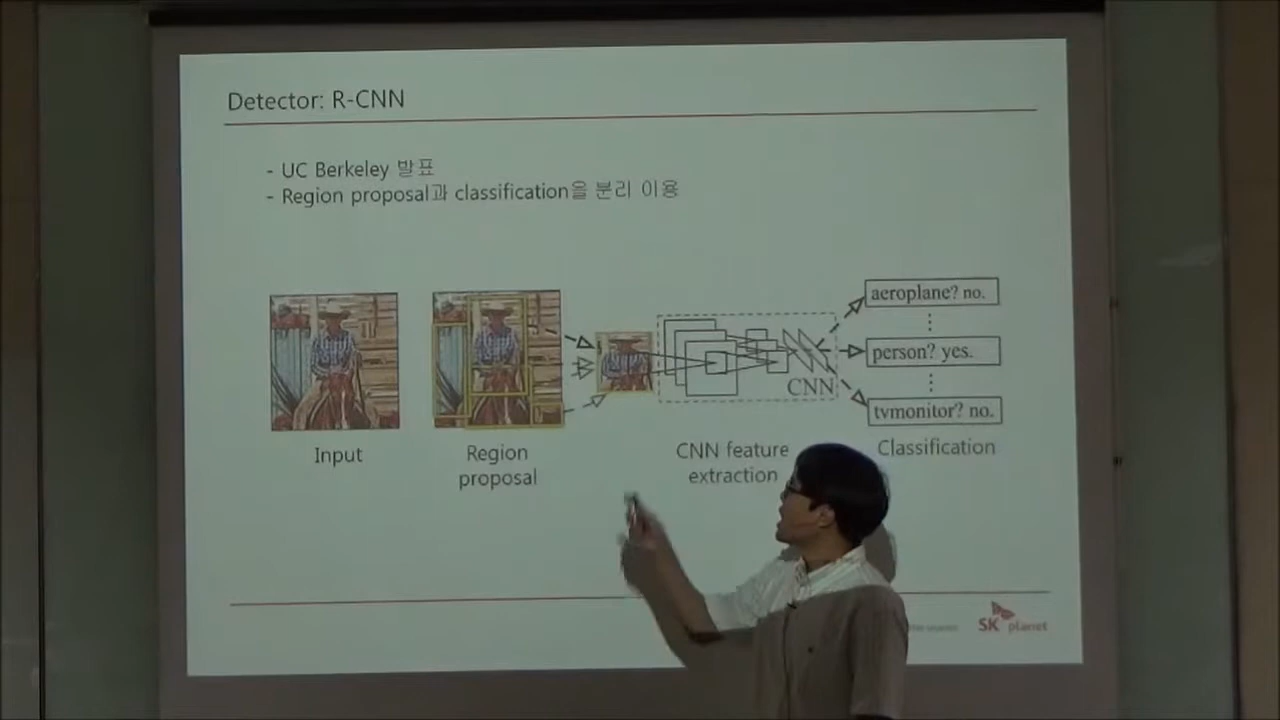 Detector: R-CNN
- UC Berkeley 발표
- Region proposal과 classification을 분리 이용
aeroplane? no.
person? yes.
CNN
tvmonitor? no.
Input
Region
proposal
CNN feature
extraction
Classification
SK planet